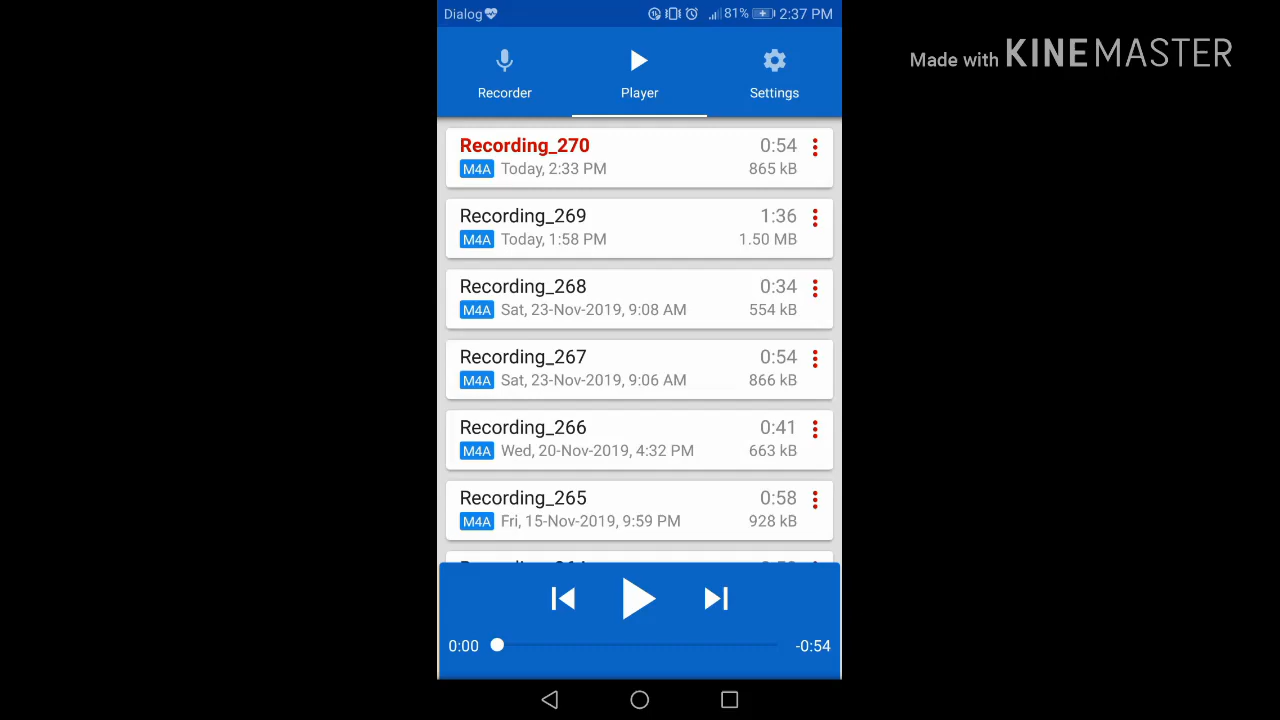 Dialog 81% 2:37 PM
Made with KINEMASTER
Recorder Player Settings
Recording_270 0:54
M4A Today, 2:33 PM 865 kB
Recording_269 1:36
M4A Today, 1:58 PM 1.50 MB
Recording_268 0:34
M4A Sat, 23-Nov-2019, 9:08 AM 554 kB
Recording_267 0:54
M4A Sat, 23-Nov-2019, 9:06 AM 866 kB
Recording_266 0:41
M4A Wed, 20-Nov-2019, 4:32 PM 663 kB
Recording_265 0:58
M4A Fri, 15-Nov-2019, 9:59 PM 928 kB
0:00 -0:54